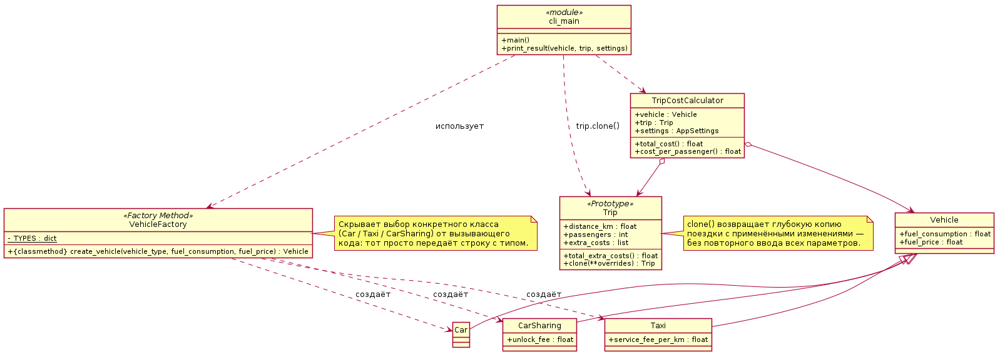 «module»
cli_main
+main()
+print_result(vehicle, trip, settings)
TripCostCalculator
+vehicle : Vehicle
+trip : Trip
+settings : AppSettings
+total_cost() : float
+cost_per_passenger() : float
использует
trip.clone()
«Factory Method»
VehicleFactory
- TYPES : dict
+{classmethod} create_vehicle(vehicle_type, fuel_consumption, fuel_price) : Vehicle
Скрывает выбор конкретного класса
(Car / Taxi / CarSharing) от вызывающего
кода: тот просто передаёт строку с типом.
«Prototype»
Trip
+distance_km : float
+passengers : int
+extra_costs : list
+total_extra_costs() : float
+clone(**overrides) : Trip
clone() возвращает глубокую копию
поездки с применёнными изменениями —
без повторного ввода всех параметров.
Vehicle
+fuel_consumption : float
+fuel_price : float
создаёт
создаёт
создаёт
Car
CarSharing
+unlock_fee : float
Taxi
+service_fee_per_km : float